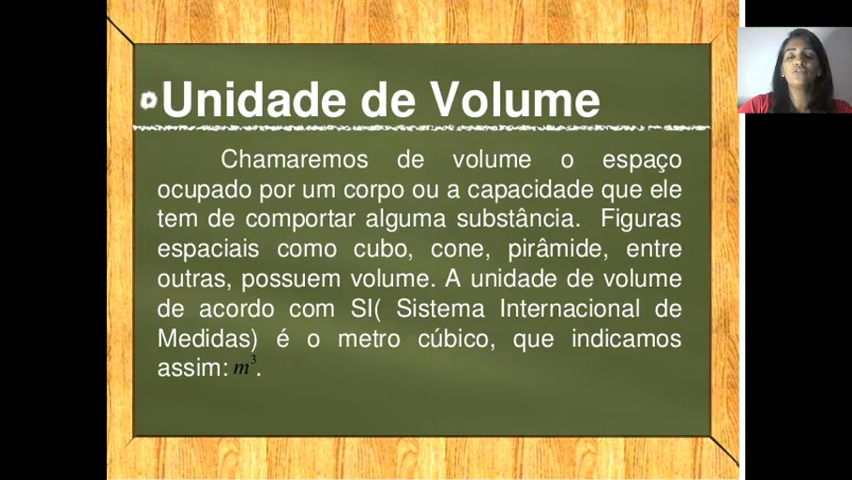 Unidade de Volume
Chamaremos de volume o espaço
ocupado por um corpo ou a capacidade que ele
tem de comportar alguma substância. Figuras
espaciais como cubo, cone, pirâmide, entre
outras, possuem volume. A unidade de volume
de acordo com SI( Sistema Internacional de
Medidas) é o metro cúbico, que indicamos
assim: m³.